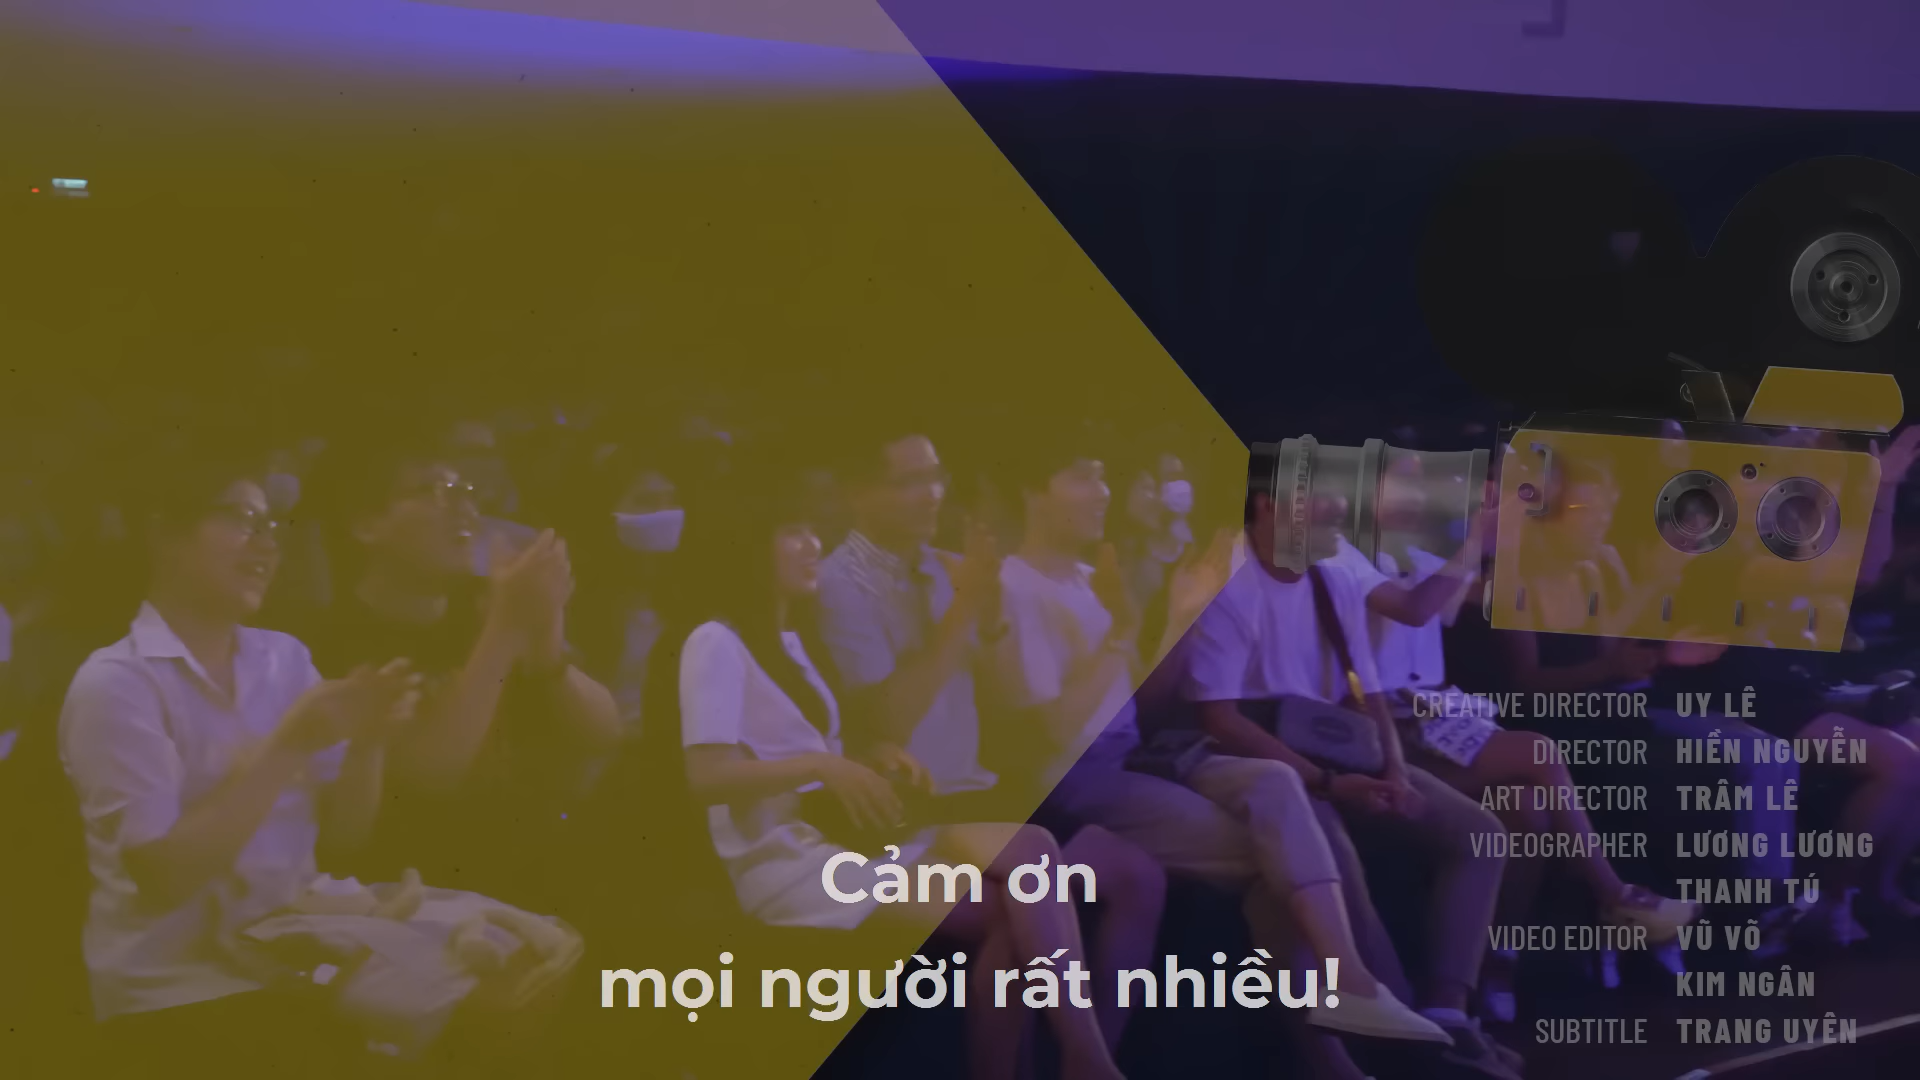 Cảm ơn
mọi người rất nhiều!
CREATIVE DIRECTOR UY LÊ
DIRECTOR HIỀN NGUYỄN
ART DIRECTOR TRÂM LÊ
VIDEOGRAPHER LƯƠNG LƯƠNG
THANH TÚ
VIDEO EDITOR VŨ VÕ
KIM NGÂN
SUBTITLE TRANG UYÊN